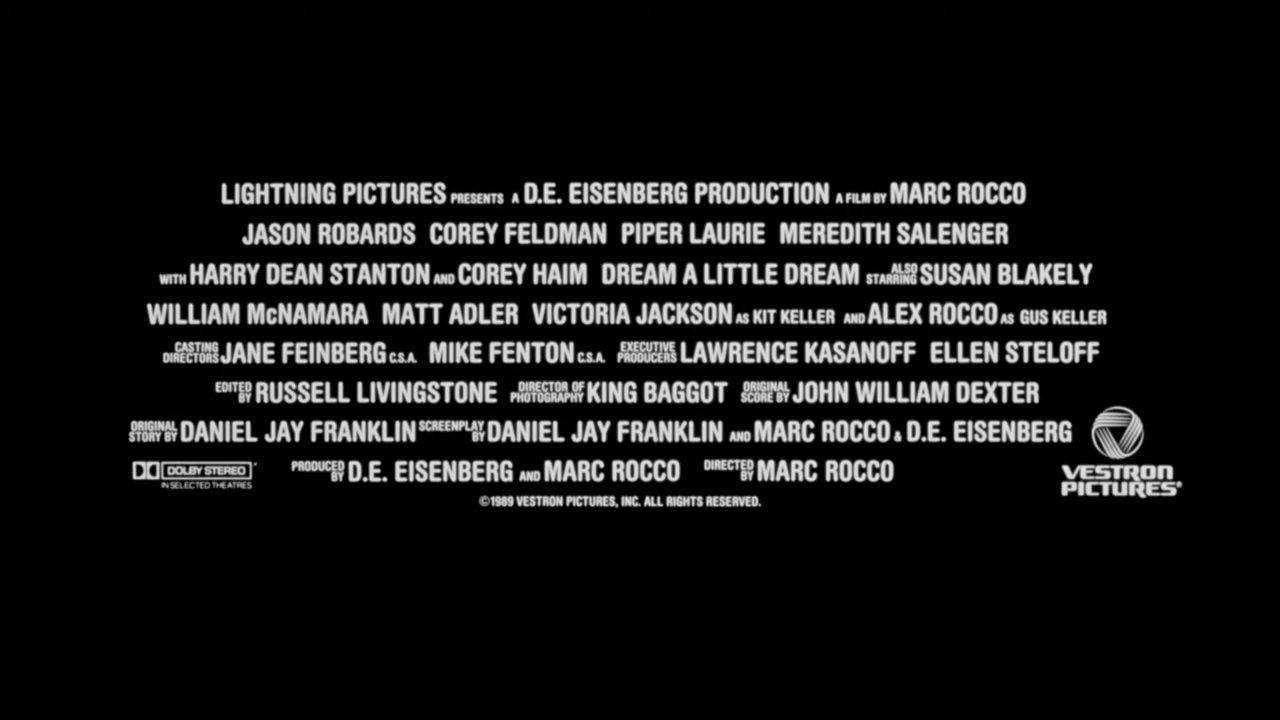 LIGHTNING PICTURES PRESENTS A D.E. EISENBERG PRODUCTION A FILM BY MARC ROCCO
JASON ROBARDS COREY FELDMAN PIPER LAURIE MEREDITH SALENGER
WITH HARRY DEAN STANTON AND COREY HAIM DREAM A LITTLE DREAM ALSO STARRING SUSAN BLAKELY
WILLIAM McNAMARA MATT ADLER VICTORIA JACKSON AS KIT KELLER AND ALEX ROCCO AS GUS KELLER
CASTING DIRECTORS JANE FEINBERG C.S.A. MIKE FENTON C.S.A. EXECUTIVE PRODUCERS LAWRENCE KASANOFF ELLEN STELOFF
EDITED BY RUSSELL LIVINGSTONE DIRECTOR OF PHOTOGRAPHY KING BAGGOT ORIGINAL SCORE BY JOHN WILLIAM DEXTER
ORIGINAL STORY BY DANIEL JAY FRANKLIN SCREENPLAY BY DANIEL JAY FRANKLIN AND MARC ROCCO & D.E. EISENBERG
DOLBY STEREO
IN SELECTED THEATRES
PRODUCED BY D.E. EISENBERG AND MARC ROCCO DIRECTED BY MARC ROCCO
VESTRON
PICTURES®
©1989 VESTRON PICTURES, INC. ALL RIGHTS RESERVED.